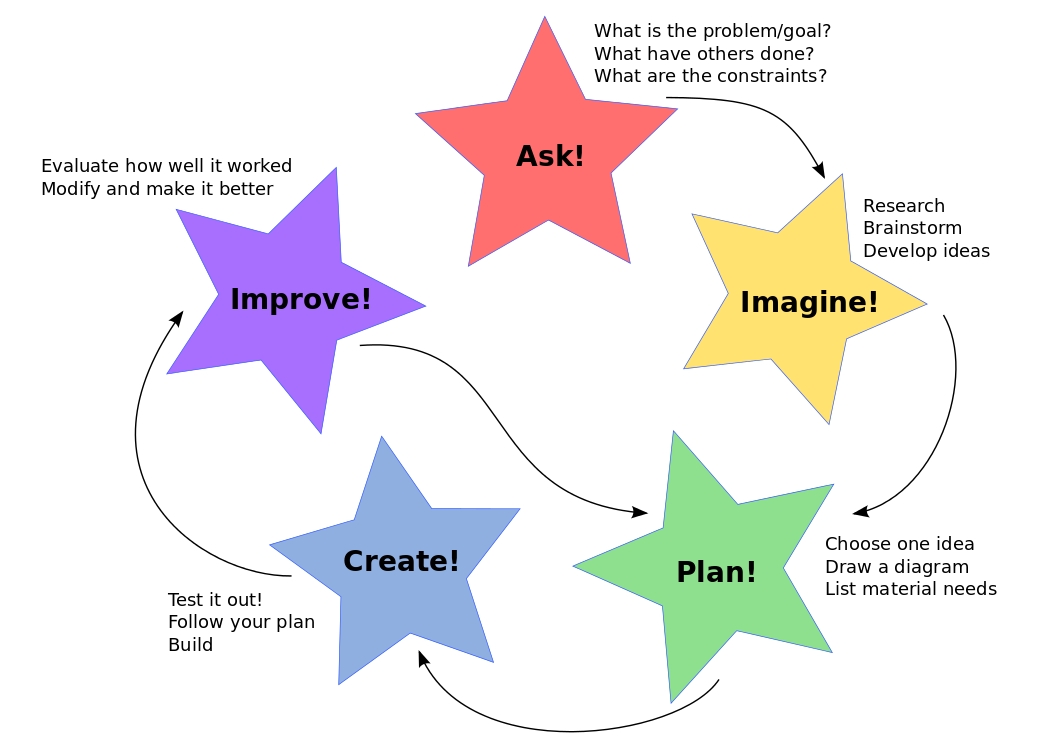 What is the problem/goal?
What have others done?
What are the constraints?
Ask!
Research
Brainstorm
Develop ideas
Imagine!
Choose one idea
Draw a diagram
List material needs
Plan!
Create!
Test it out!
Follow your plan
Build
Evaluate how well it worked
Modify and make it better
Improve!